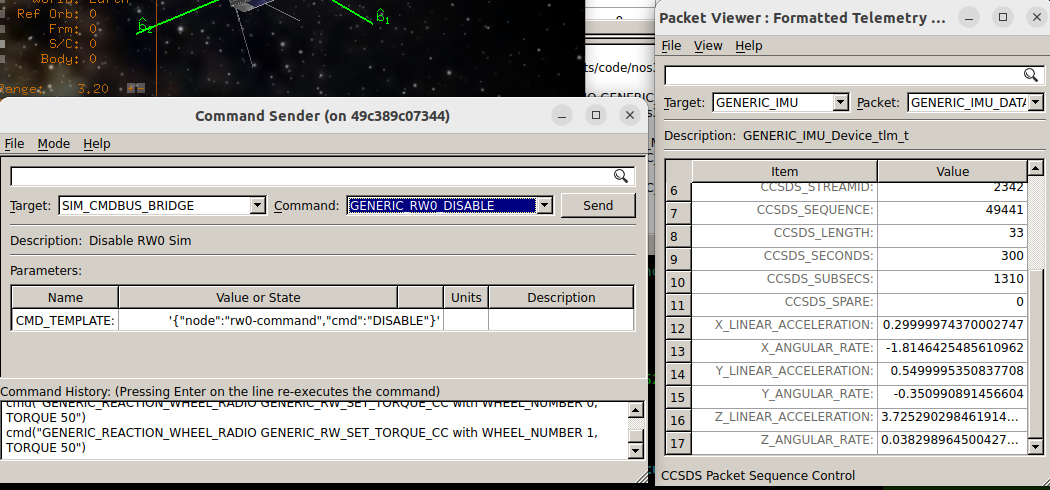 World: Earth
Ref Orb: 0
Frm: 0
S/C: 0
Body: 0
Range: 3.20
b̂2
b̂1
ts/code/nos3
Command Sender (on 49c389c07344)
File Mode Help
Target: SIM_CMDBUS_BRIDGE Command: GENERIC_RW0_DISABLE Send
Description: Disable RW0 Sim
Parameters:
Name Value or State Units Description
CMD_TEMPLATE: '{"node":"rw0-command","cmd":"DISABLE"}'
Command History: (Pressing Enter on the line re-executes the command)
cmd("GENERIC_REACTION_WHEEL_RADIO GENERIC_RW_SET_TORQUE_CC with WHEEL_NUMBER 0,
TORQUE 50")
cmd("GENERIC_REACTION_WHEEL_RADIO GENERIC_RW_SET_TORQUE_CC with WHEEL_NUMBER 1,
TORQUE 50")
Packet Viewer : Formatted Telemetry ...
File View Help
Target: GENERIC_IMU Packet: GENERIC_IMU_DATA
Description: GENERIC_IMU_Device_tlm_t
Item Value
6 CCSDS_STREAMID: 2342
7 CCSDS_SEQUENCE: 49441
8 CCSDS_LENGTH: 33
9 CCSDS_SECONDS: 300
10 CCSDS_SUBSECS: 1310
11 CCSDS_SPARE: 0
12 X_LINEAR_ACCELERATION: 0.29999974370002747
13 X_ANGULAR_RATE: -1.8146425485610962
14 Y_LINEAR_ACCELERATION: 0.5499995350837708
15 Y_ANGULAR_RATE: -0.350990891456604
16 Z_LINEAR_ACCELERATION: 3.725290298461914...
17 Z_ANGULAR_RATE: 0.038298964500427...
CCSDS Packet Sequence Control